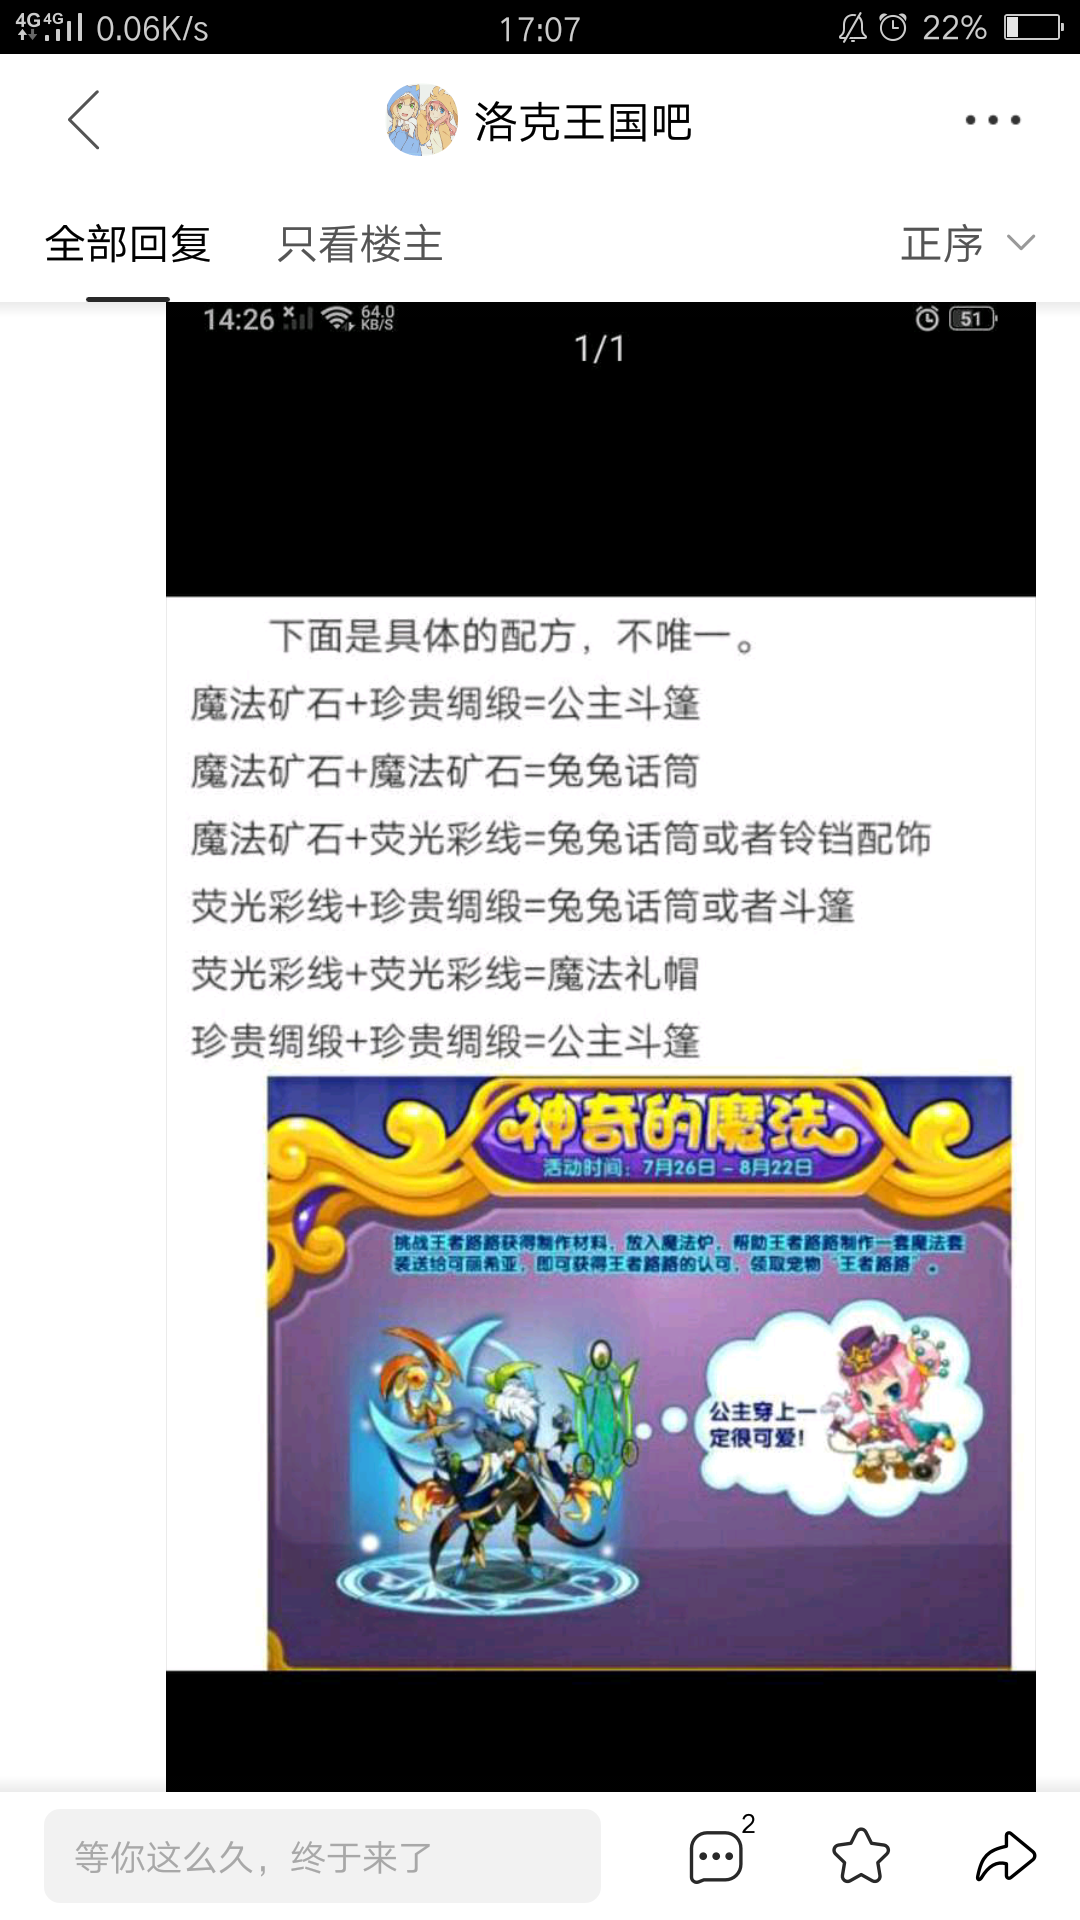 4G 4G 0.06K/s 17:07 22%
洛克王国吧
全部回复 只看楼主 正序
14:26 64.0 KB/S 51
1/1
下面是具体的配方，不唯一。
魔法矿石+珍贵绸缎=公主斗篷
魔法矿石+魔法矿石=兔兔话筒
魔法矿石+荧光彩线=兔兔话筒或者铃铛配饰
荧光彩线+珍贵绸缎=兔兔话筒或者斗篷
荧光彩线+荧光彩线=魔法礼帽
珍贵绸缎+珍贵绸缎=公主斗篷
神奇的魔法
活动时间：7月26日-8月22日
挑战王者路路获得制作材料，放入魔法炉，帮助王者路路制作一套魔法套
装送给可丽希亚，即可获得王者路路的认可，领取宠物“王者路路”。
公主穿上一
定很可爱！
等你这么久，终于来了 2